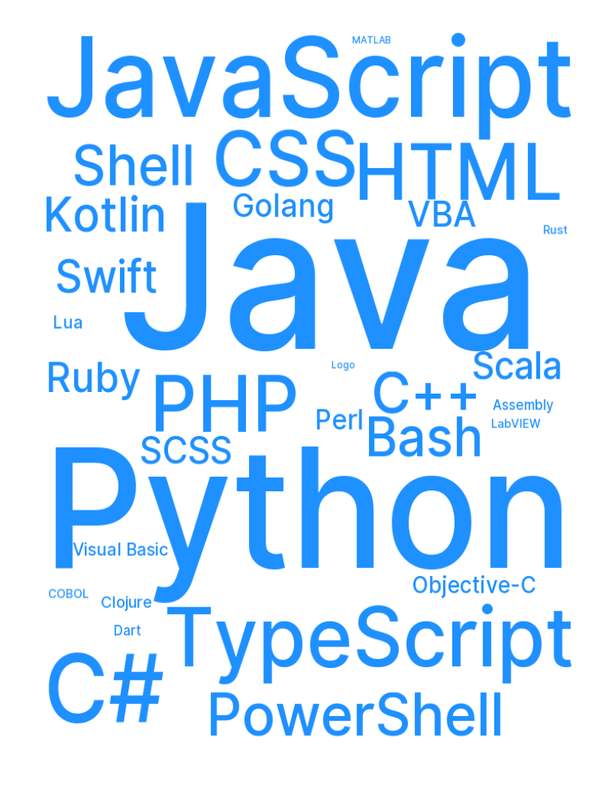 MATLAB
JavaScript
Shell
CSS
HTML
Kotlin
Golang
VBA
Rust
Java
Swift
Lua
Ruby
Logo
Scala
PHP
C++
Assembly
Perl
LabVIEW
Bash
SCSS
Python
Visual Basic
Objective-C
COBOL
Clojure
Dart
TypeScript
C#
PowerShell